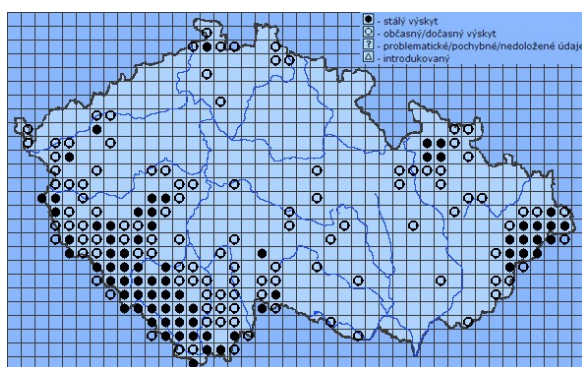 - stálý výskyt
- občasný/dočasný výskyt
? - problematické/pochybné/nedoložené údaje
- introdukovaný